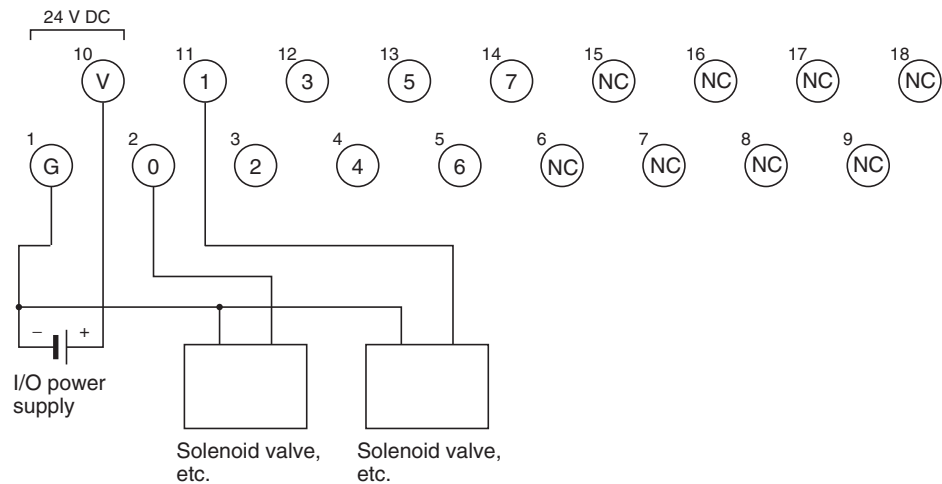 24 V DC
10 11 12 13 14 15 16 17 18
V 1 3 5 7 NC NC NC NC
1 2 3 4 5 6 7 8 9
G 0 2 4 6 NC NC NC NC
− +
I/O power
supply
Solenoid valve,
etc.
Solenoid valve,
etc.